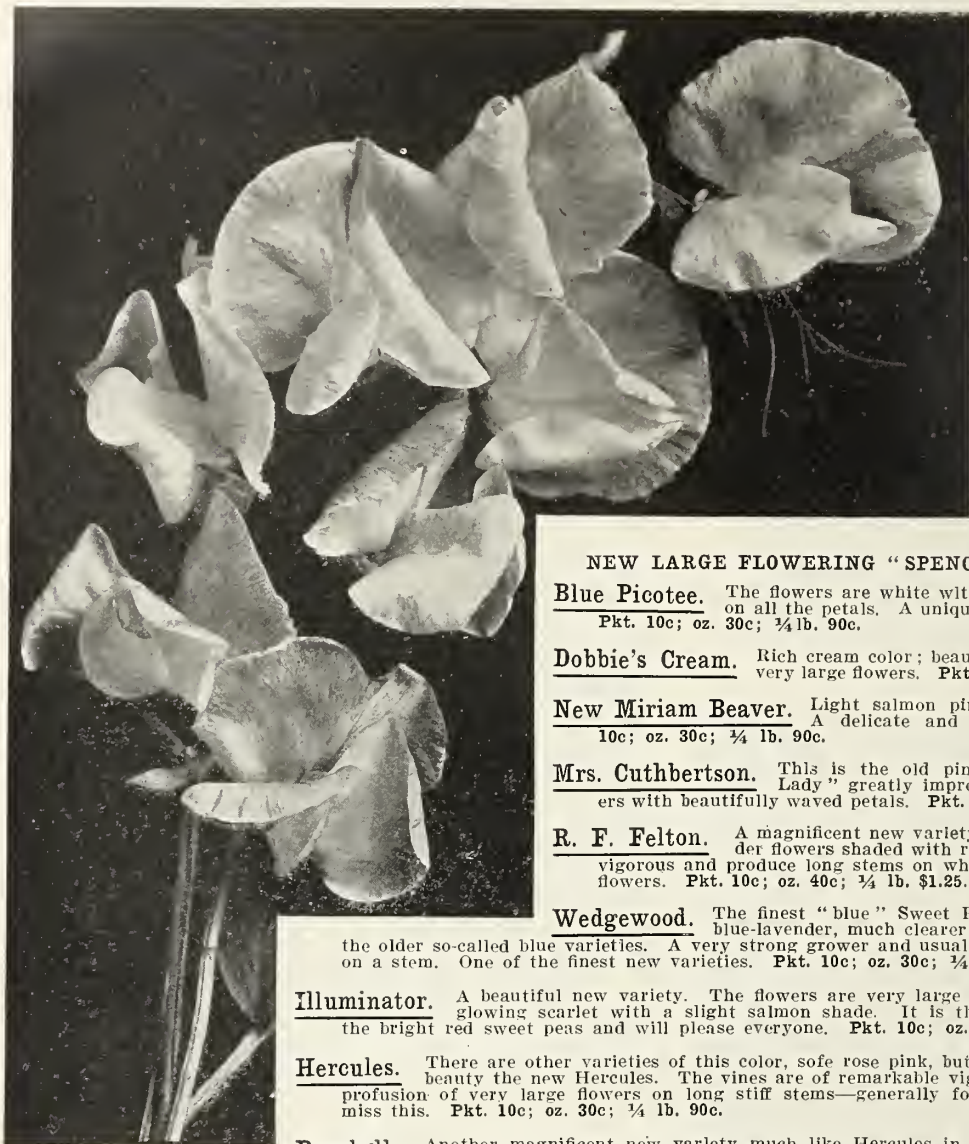 NEW LARGE FLOWERING "SPENC
Blue Picotee. The flowers are white wit
on all the petals. A uniqu
Pkt. 10c; oz. 30c; ¼ lb. 90c.
Dobbie's Cream. Rich cream color; beau
very large flowers. Pkt
New Miriam Beaver. Light salmon pin
A delicate and
10c; oz. 30c; ¼ lb. 90c.
Mrs. Cuthbertson. This is the old pin
Lady" greatly impro
ers with beautifully waved petals. Pkt.
R. F. Felton. A magnificent new variet
der flowers shaded with r
vigorous and produce long stems on wh
flowers. Pkt. 10c; oz. 40c; ¼ lb. $1.25.
Wedgewood. The finest "blue" Sweet P
blue-lavender, much clearer
the older so-called blue varieties. A very strong grower and usual
on a stem. One of the finest new varieties. Pkt. 10c; oz. 30c; ¼
Illuminator. A beautiful new variety. The flowers are very large
glowing scarlet with a slight salmon shade. It is th
the bright red sweet peas and will please everyone. Pkt. 10c; oz.
Hercules. There are other varieties of this color, sofe rose pink, but
beauty the new Hercules. The vines are of remarkable vig
profusion of very large flowers on long stiff stems—generally fo
miss this. Pkt. 10c; oz. 30c; ¼ lb. 90c.
Another magnificent new variety much like Hercules in